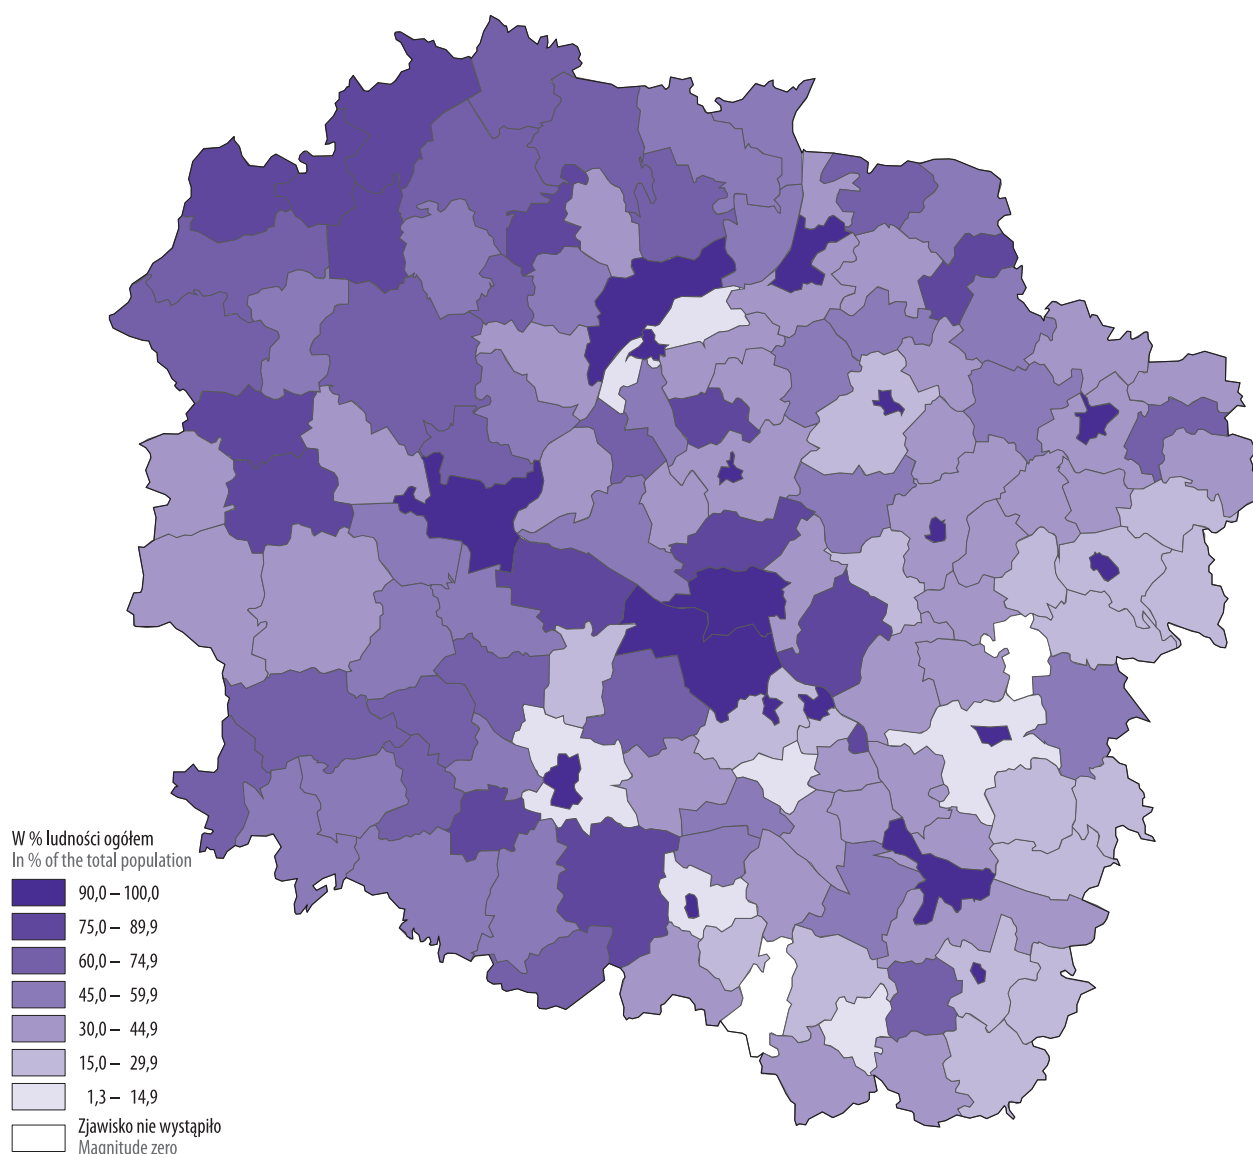 W % ludności ogółem
In % of the total population
90,0 – 100,0
75,0 – 89,9
60,0 – 74,9
45,0 – 59,9
30,0 – 44,9
15,0 – 29,9
1,3 – 14,9
Zjawisko nie wystąpiło
Magnitude zero